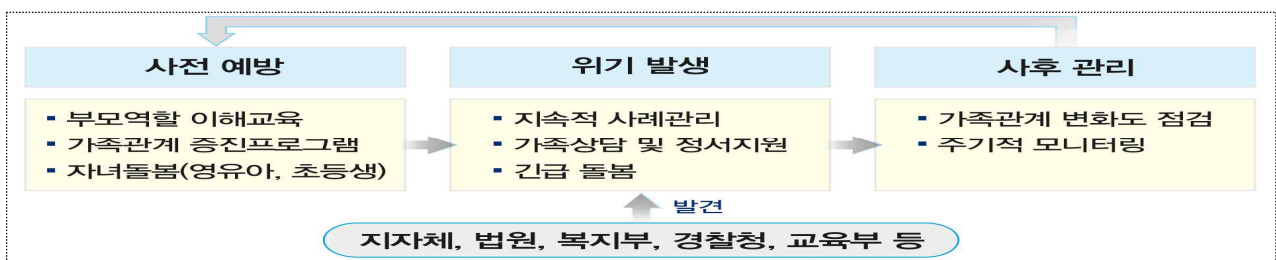 사전 예방
▪ 부모역할 이해교육
▪ 가족관계 증진프로그램
▪ 자녀돌봄(영유아, 초등생)
위기 발생
▪ 지속적 사례관리
▪ 가족상담 및 정서지원
▪ 긴급 돌봄
사후 관리
▪ 가족관계 변화도 점검
▪ 주기적 모니터링
발견
지자체, 법원, 복지부, 경찰청, 교육부 등